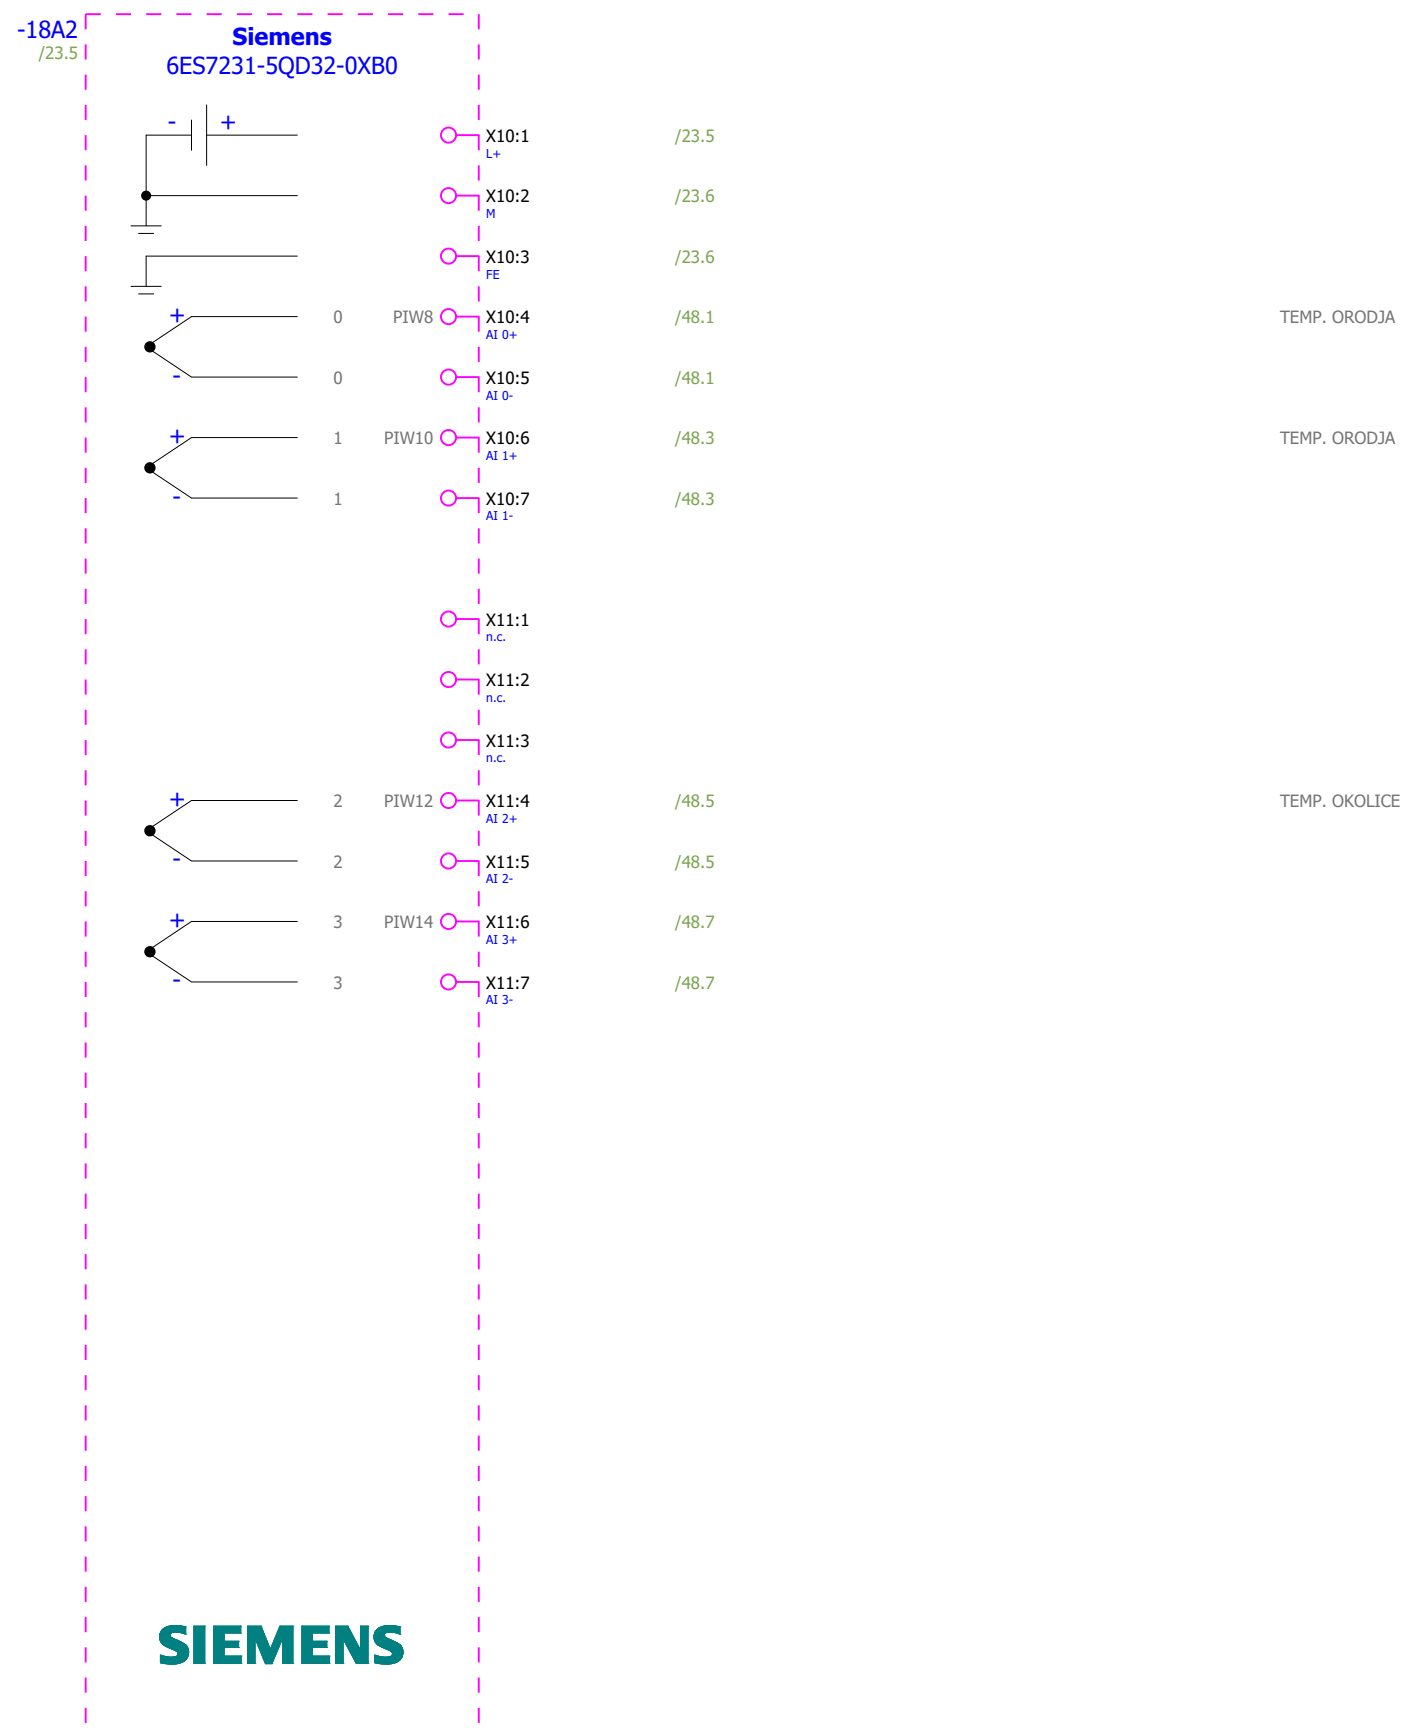 -18A2
/23.5
Siemens
6ES7231-5QD32-0XB0
- + X10:1 /23.5
L+
X10:2 /23.6
M
X10:3 /23.6
FE
+ 0 PIW8 X10:4 /48.1 TEMP. ORODJA
AI 0+
- 0 X10:5 /48.1
AI 0-
+ 1 PIW10 X10:6 /48.3 TEMP. ORODJA
AI 1+
- 1 X10:7 /48.3
AI 1-
X11:1
n.c.
X11:2
n.c.
X11:3
n.c.
+ 2 PIW12 X11:4 /48.5 TEMP. OKOLICE
AI 2+
- 2 X11:5 /48.5
AI 2-
+ 3 PIW14 X11:6 /48.7
AI 3+
- 3 X11:7 /48.7
AI 3-
SIEMENS